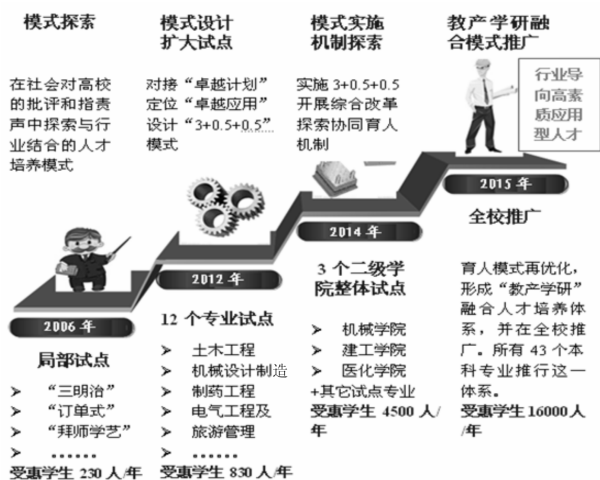 模式探索
在社会对高校
的批评和指责
声中探索与行
业结合的人才
培养模式
2006 年
局部试点
➢ “三明治”
➢ “订单式”
➢ “拜师学艺”
➢ ……
受惠学生 230 人/年
模式设计
扩大试点
对接“卓越计划”
定位“卓越应用”
设计“3+0.5+0.5”
模式
2012 年
12 个专业试点
➢ 土木工程
➢ 机械设计制造
➢ 制药工程
➢ 电气工程及
➢ 旅游管理
➢ ……
受惠学生 830 人/年
模式实施
机制探索
实施 3+0.5+0.5
开展综合改革
探索协同育人
机制
2014 年
3 个二级学
院整体试点
➢ 机械学院
➢ 建工学院
➢ 医化学院
+其它试点专业
受惠学生 4500 人/
年
教产学研融
合模式推广
行业导
向高素
质应用
型人才
2015 年
全校推广
育人模式再优化，
形成“教产学研”
融合人才培养体
系，并在全校推
广。所有 43 个本
科专业推行这一
体系。
受惠学生16000人
/年